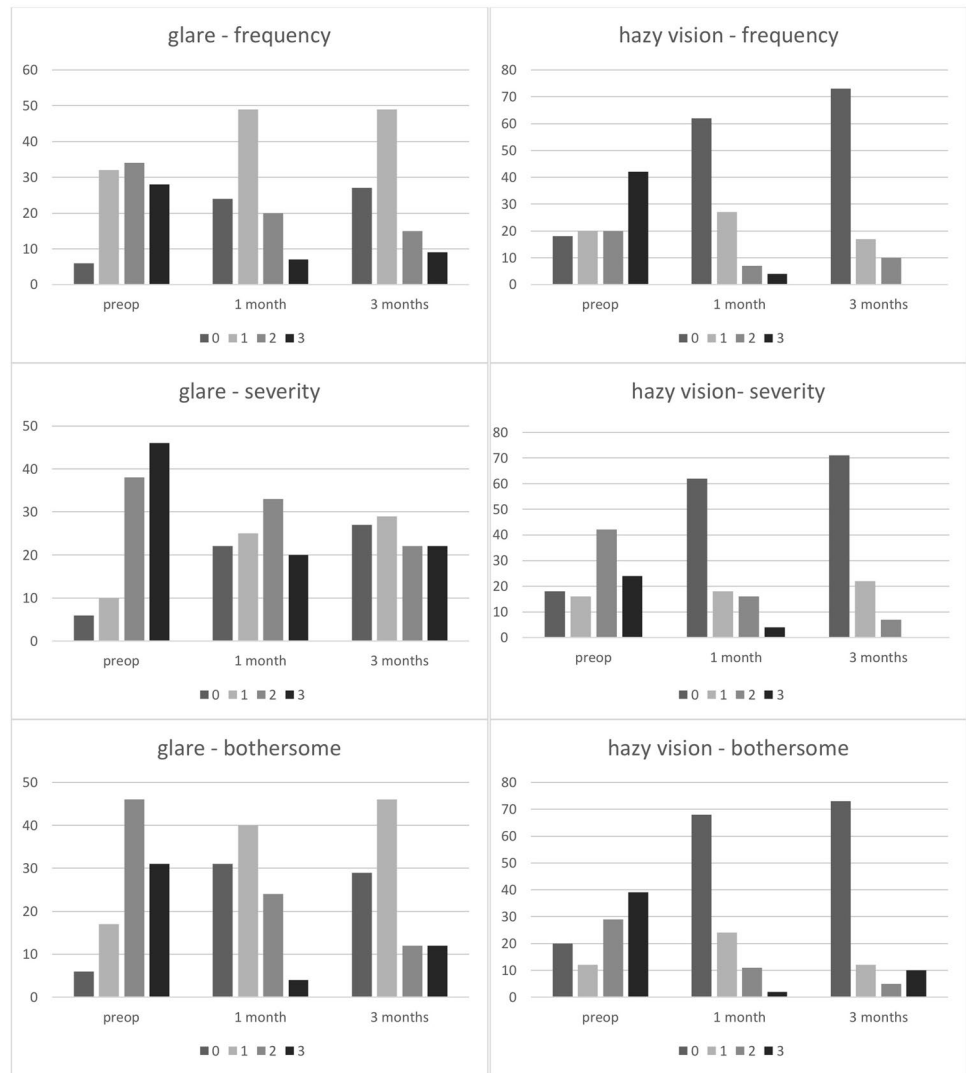 glare - frequency
60
50
40
30
20
10
0
preop 1 month 3 months
0 1 2 3
hazy vision - frequency
80
70
60
50
40
30
20
10
0
preop 1 month 3 months
0 1 2 3
glare - severity
50
40
30
20
10
0
preop 1 month 3 months
0 1 2 3
hazy vision- severity
80
70
60
50
40
30
20
10
0
preop 1 month 3 months
0 1 2 3
glare - bothersome
50
40
30
20
10
0
preop 1 month 3 months
0 1 2 3
hazy vision - bothersome
80
70
60
50
40
30
20
10
0
preop 1 month 3 months
0 1 2 3